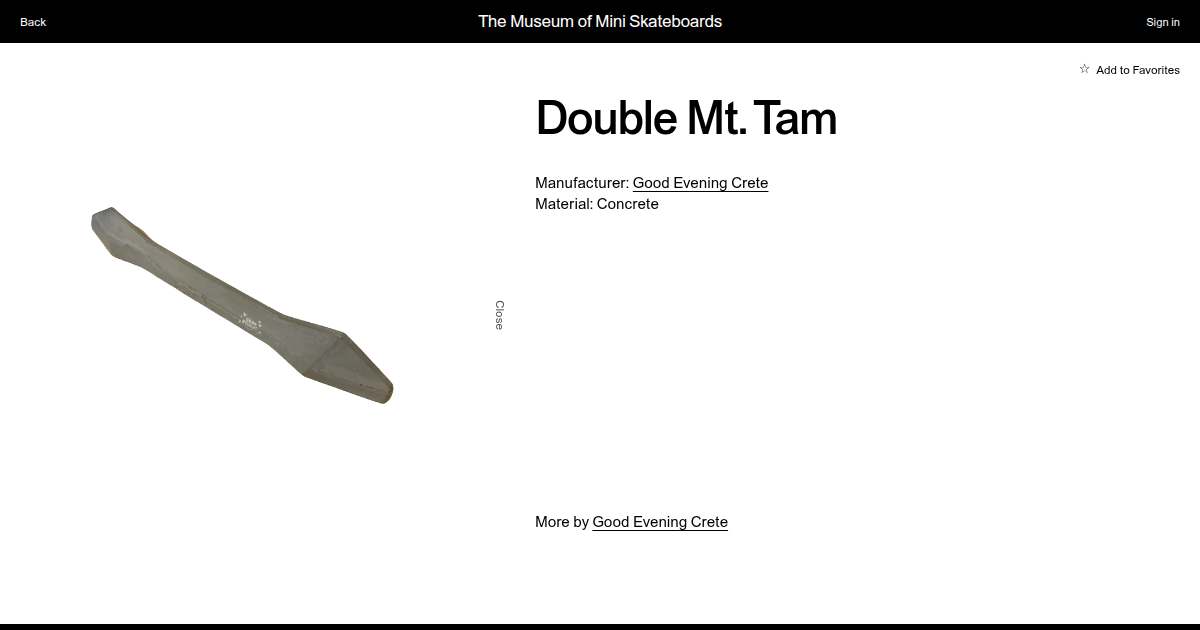 Back
The Museum of Mini Skateboards
Sign in
☆ Add to Favorites
Double Mt. Tam
Manufacturer: Good Evening Crete
Material: Concrete
Close
More by Good Evening Crete